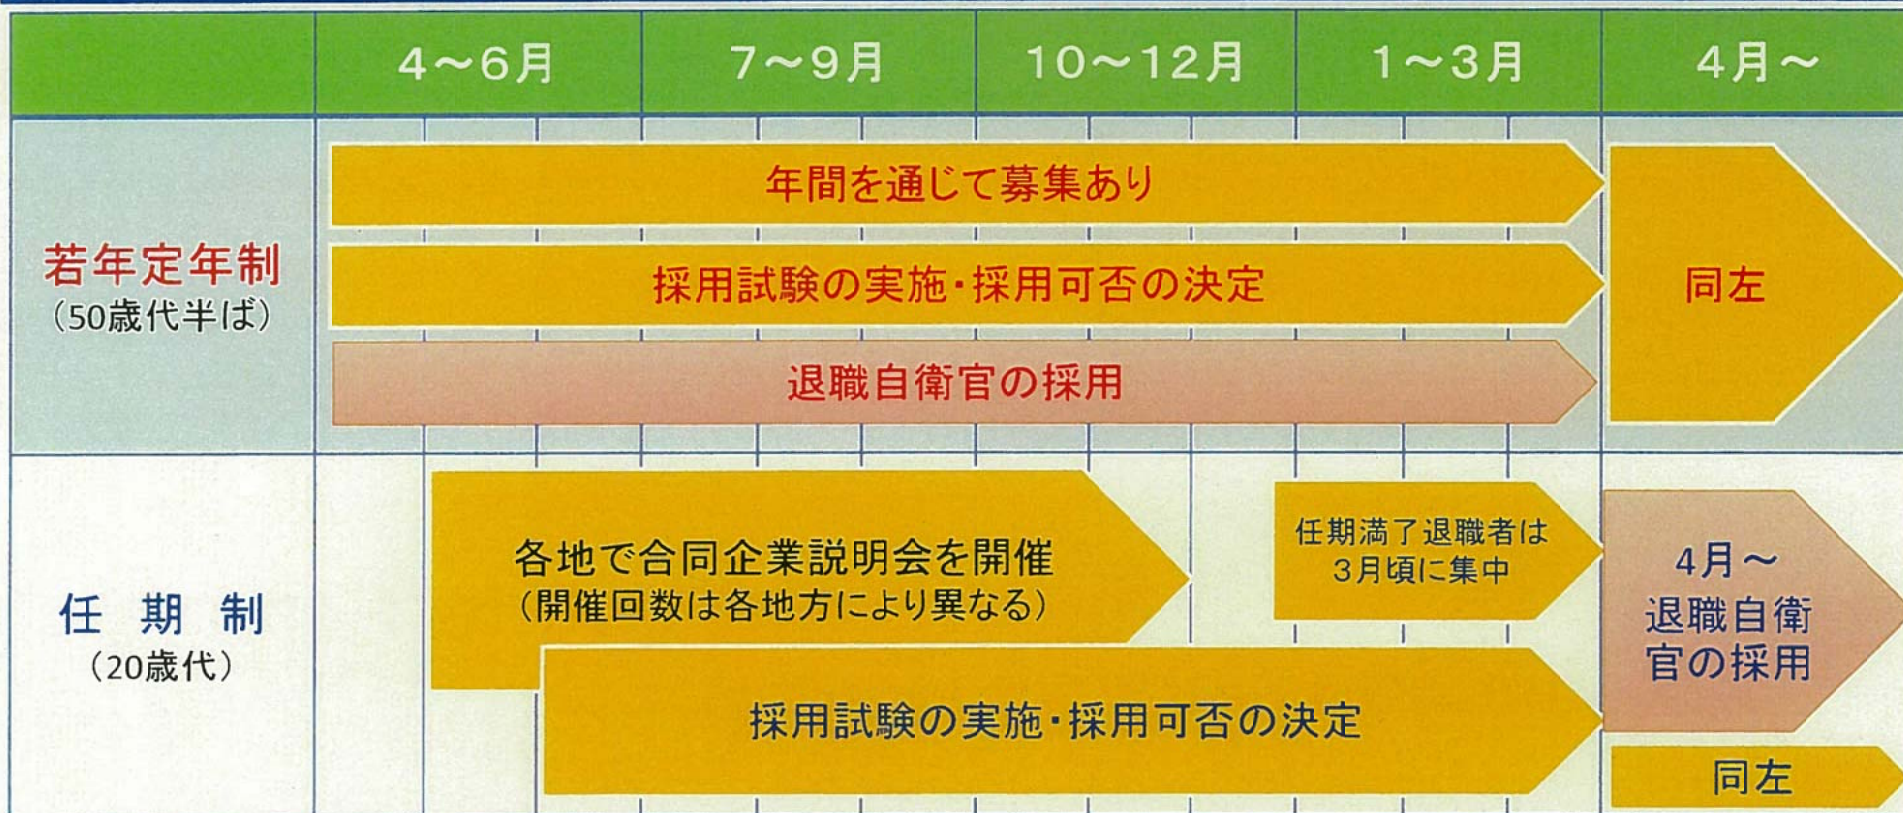 4～6月
7～9月
10～12月
1～3月
4月～
若年定年制
（50歳代半ば）
年間を通じて募集あり
採用試験の実施・採用可否の決定
退職自衛官の採用
同左
任　期　制
（20歳代）
各地で合同企業説明会を開催
（開催回数は各地方により異なる）
任期満了退職者は
3月頃に集中
採用試験の実施・採用可否の決定
4月～
退職自衛
官の採用
同左